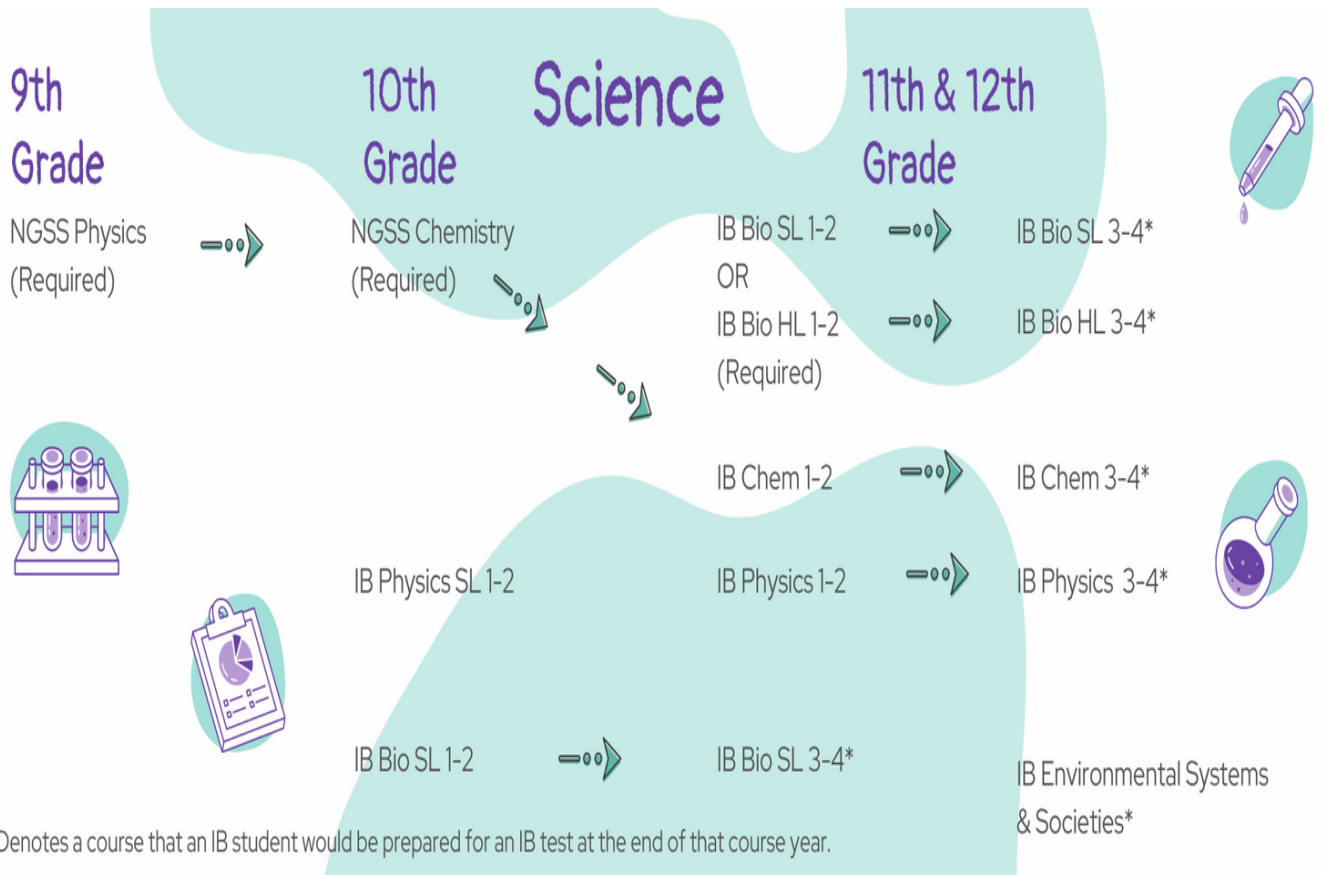 Science
9th
Grade
10th
Grade
11th & 12th
Grade
NGSS Physics
(Required)
NGSS Chemistry
(Required)
IB Bio SL 1-2
OR
IB Bio HL 1-2
(Required)
IB Bio SL 3-4*
IB Bio HL 3-4*
IB Chem 1-2
IB Chem 3-4*
IB Physics SL 1-2
IB Physics 1-2
IB Physics 3-4*
IB Bio SL 1-2
IB Bio SL 3-4*
IB Environmental Systems
& Societies*
Denotes a course that an IB student would be prepared for an IB test at the end of that course year.